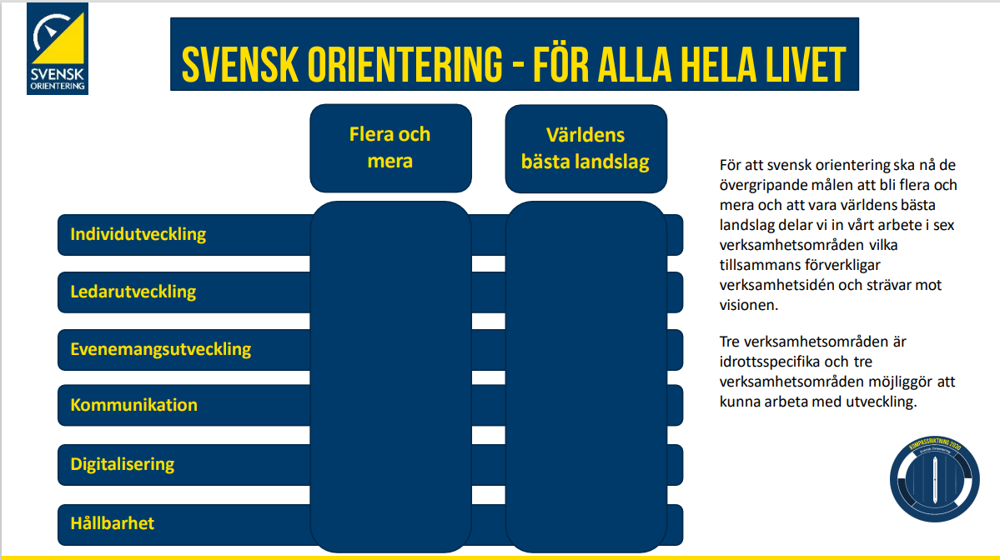 SVENSK
ORIENTERING
SVENSK ORIENTERING - FÖR ALLA HELA LIVET
Flera och
mera
Världens
bästa landslag
Individutveckling
Ledarutveckling
Evenemangsutveckling
Kommunikation
Digitalisering
Hållbarhet
För att svensk orientering ska nå de
övergripande målen att bli flera och
mera och att vara världens bästa
landslag delar vi in vårt arbete i sex
verksamhetsområden vilka
tillsammans förverkligar
verksamhetsidén och strävar mot
visionen.
Tre verksamhetsområden är
idrottsspecifika och tre
verksamhetsområden möjliggör att
kunna arbeta med utveckling.
KOMPASSRIKTNING 2030
Svensk Orientering